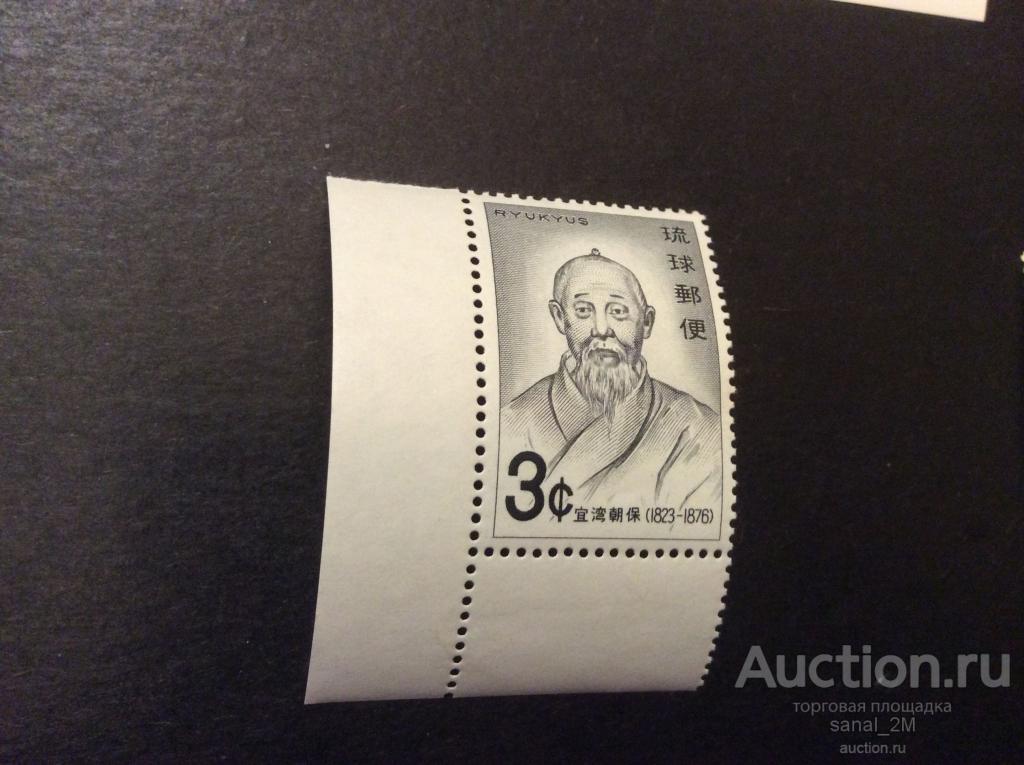 RYUKYUS
琉球郵便
3¢
宜湾朝保 (1823-1876)
Auction.ru
торговая площадка
sanal_2M
auction.ru